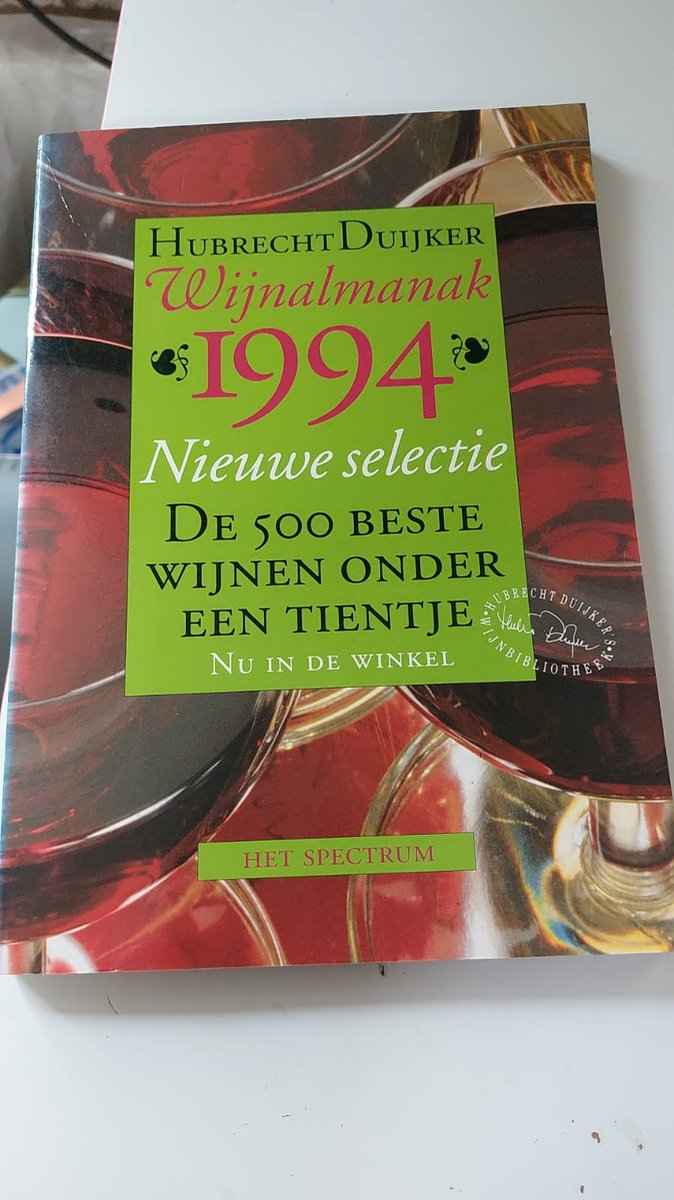 HUBRECHT DUIJKER
Wijnalmanak
1994
Nieuwe selectie
DE 500 BESTE
WIJNEN ONDER
EEN TIENTJE
NU IN DE WINKEL
HUBRECHT DUIJKER'S
WIJNBIBLIOTHEEK
HET SPECTRUM